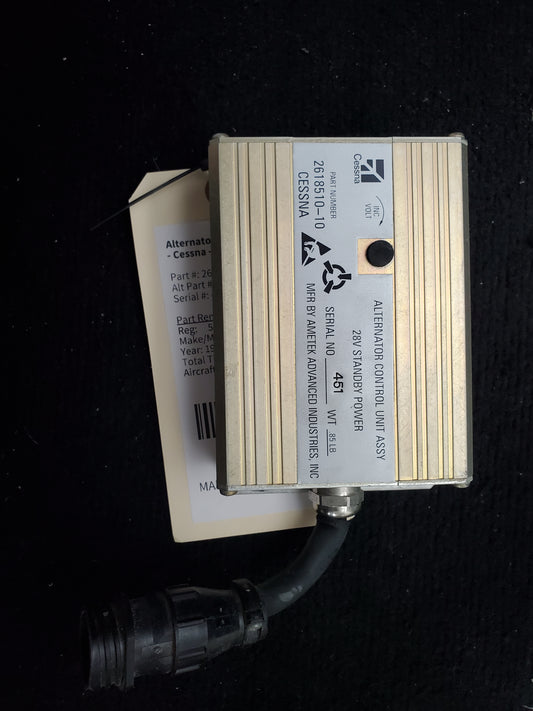 Cessna
INC
VOLT
ALTERNATOR CONTROL UNIT ASSY
28V STANDBY POWER
PART NUMBER
2618510-10
CESSNA
SERIAL NO 451 WT .85 LB.
MFR BY AMETEK ADVANCED INDUSTRIES, INC
Alternato
- Cessna -
Part #: 26
Alt Part #
Serial #:
Part Rem
Reg: 5
Make/M
Year: 19
Total T
Aircraf
MA